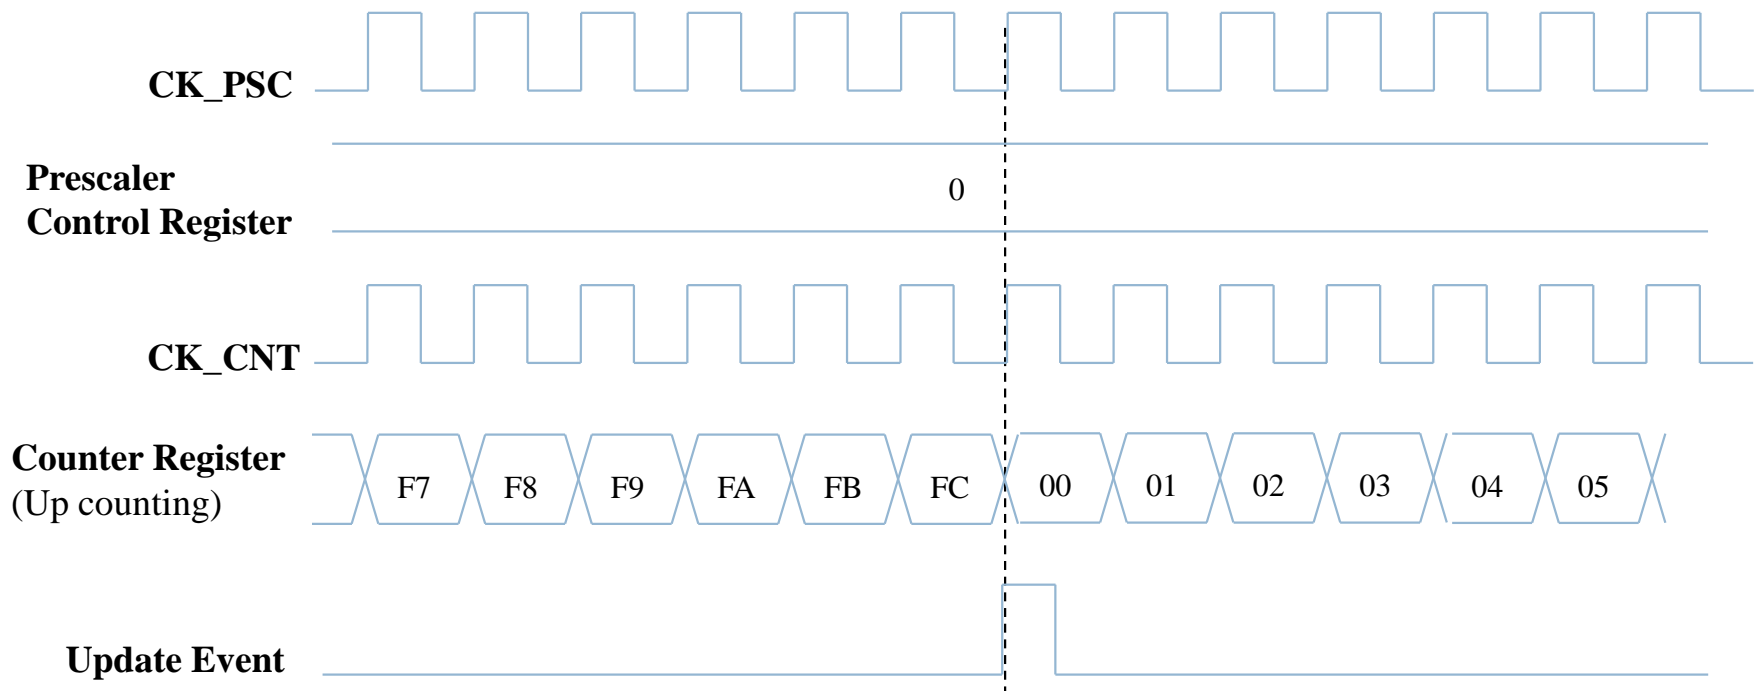 CK_PSC
Prescaler
Control Register
0
CK_CNT
Counter Register
(Up counting)
F7 F8 F9 FA FB FC 00 01 02 03 04 05
Update Event